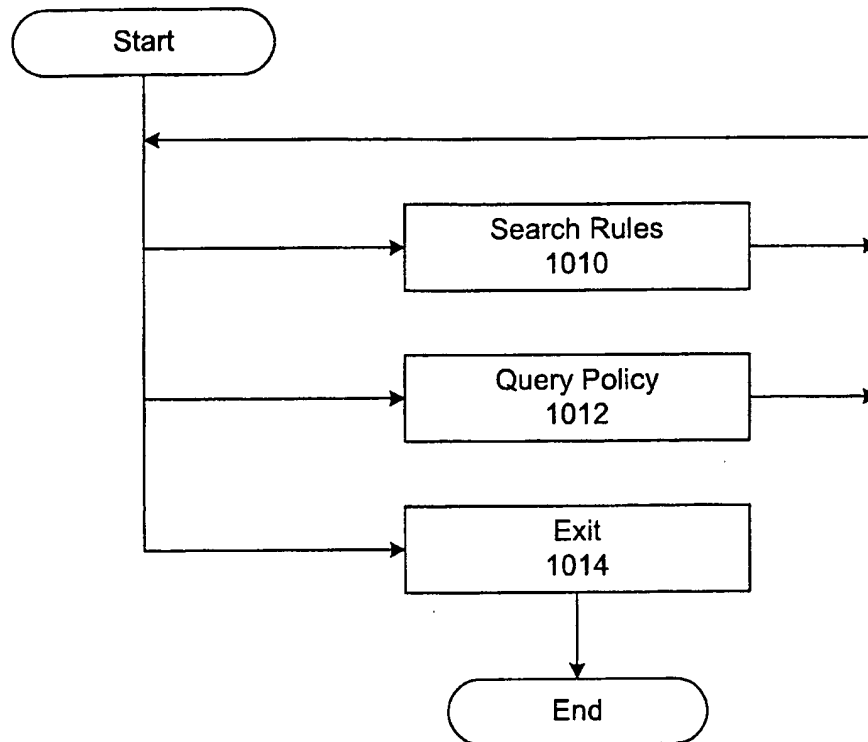 Start
Search Rules
1010
Query Policy
1012
Exit
1014
End